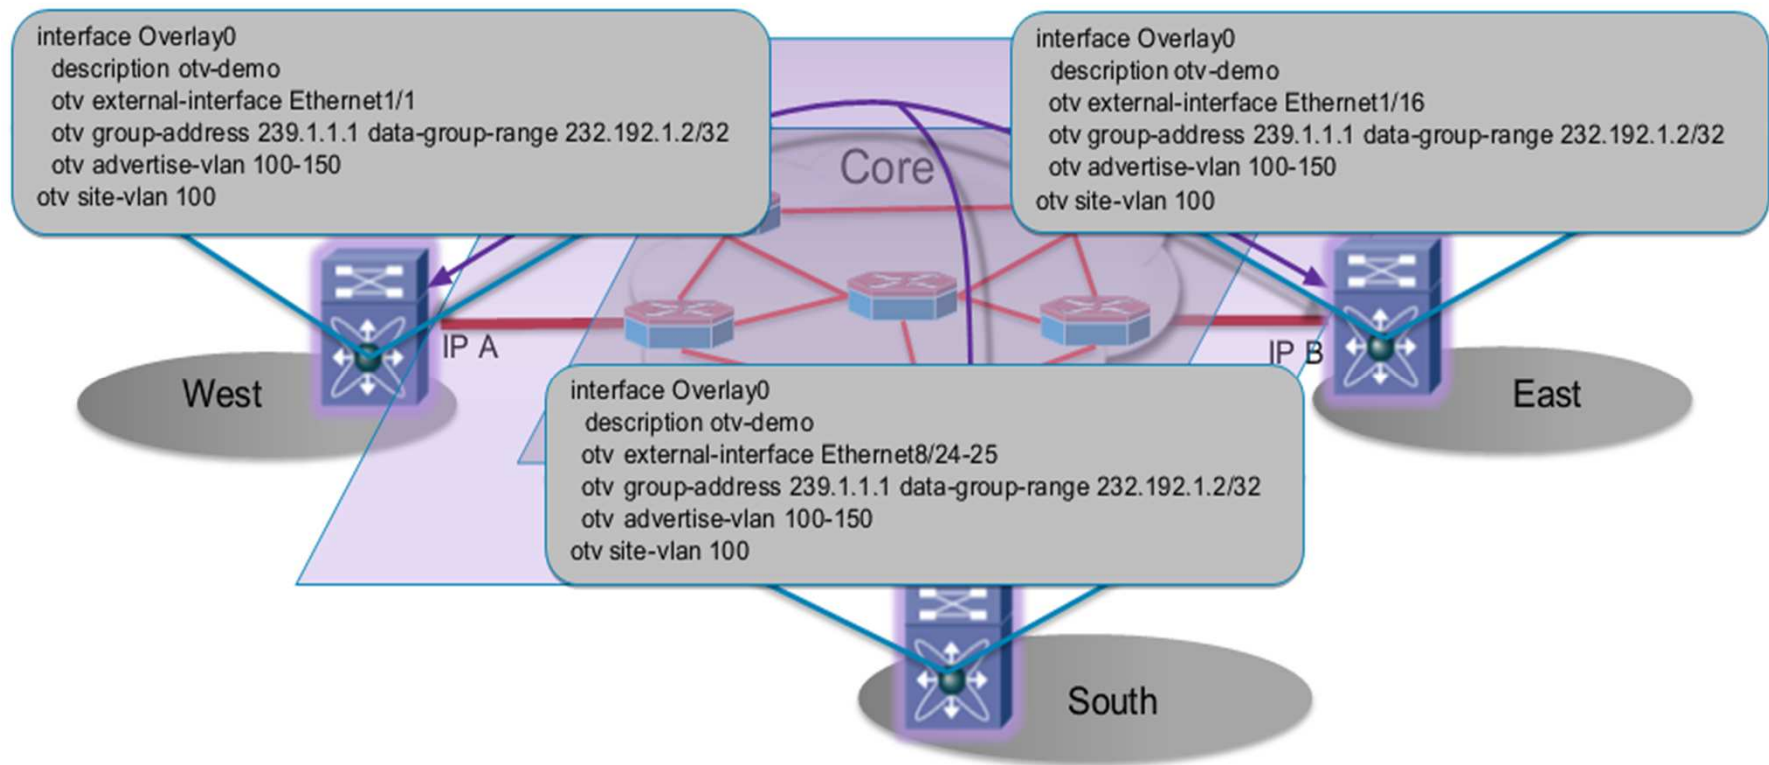 interface Overlay0
description otv-demo
otv external-interface Ethernet1/1
otv group-address 239.1.1.1 data-group-range 232.192.1.2/32
otv advertise-vlan 100-150
otv site-vlan 100
interface Overlay0
description otv-demo
otv external-interface Ethernet1/16
otv group-address 239.1.1.1 data-group-range 232.192.1.2/32
otv advertise-vlan 100-150
otv site-vlan 100
Core
IP A
IP B
West
East
interface Overlay0
description otv-demo
otv external-interface Ethernet8/24-25
otv group-address 239.1.1.1 data-group-range 232.192.1.2/32
otv advertise-vlan 100-150
otv site-vlan 100
South